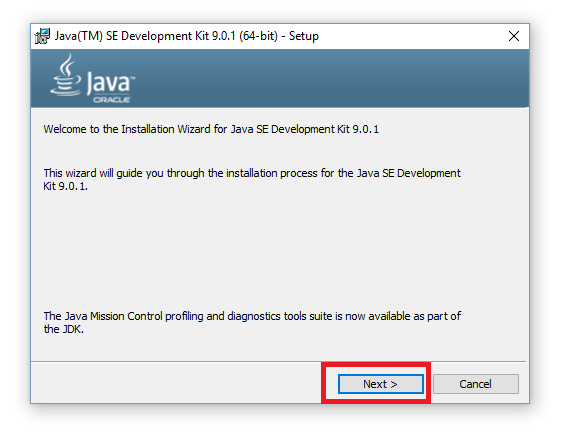 Java(TM) SE Development Kit 9.0.1 (64-bit) - Setup
Java™
ORACLE
Welcome to the Installation Wizard for Java SE Development Kit 9.0.1
This wizard will guide you through the installation process for the Java SE Development
Kit 9.0.1.
The Java Mission Control profiling and diagnostics tools suite is now available as part of
the JDK.
Next >
Cancel